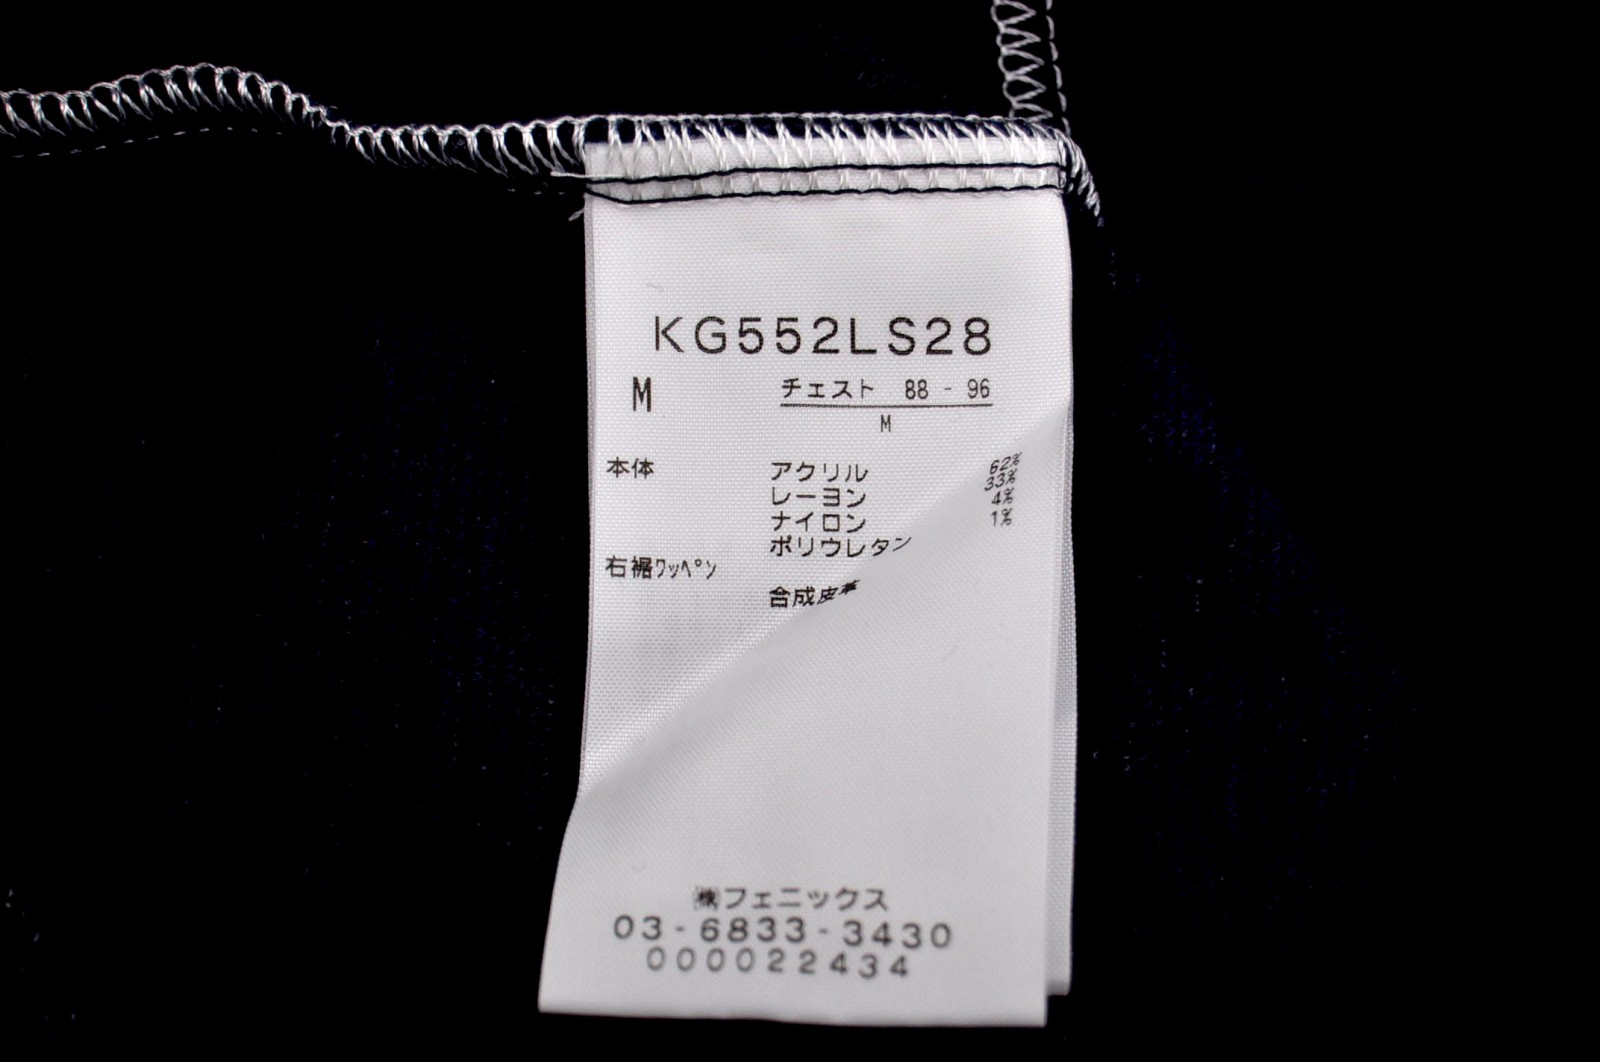 KG552LS28
M チェスト 88 - 96
M
本体 アクリル 62%
レーヨン 33%
ナイロン 4%
ポリウレタン 1%
右裾ワッペン
合成皮革
㈱フェニックス
03-6833-3430
000022434